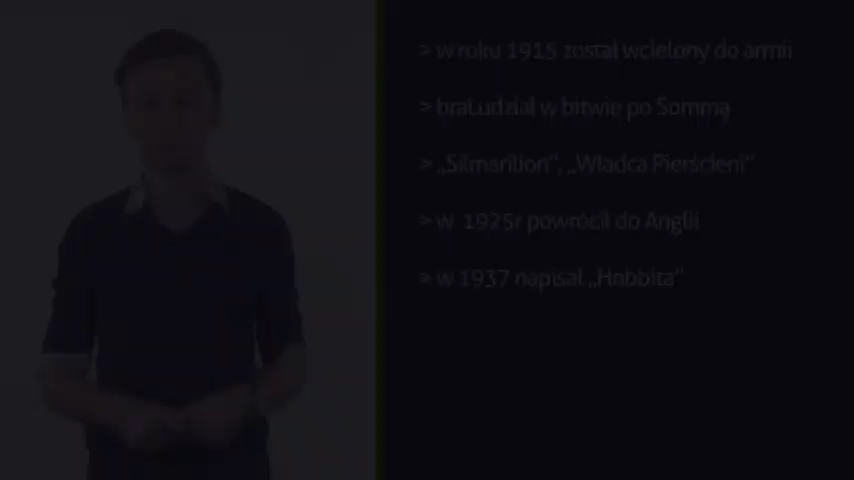 > w roku 1915 został wcielony do armii
> brał udział w bitwie po Sommą
> „Silmarilion”, „Władca Pierścieni”
> w 1925r powrócił do Anglii
> w 1937 napisał „Hobbita”